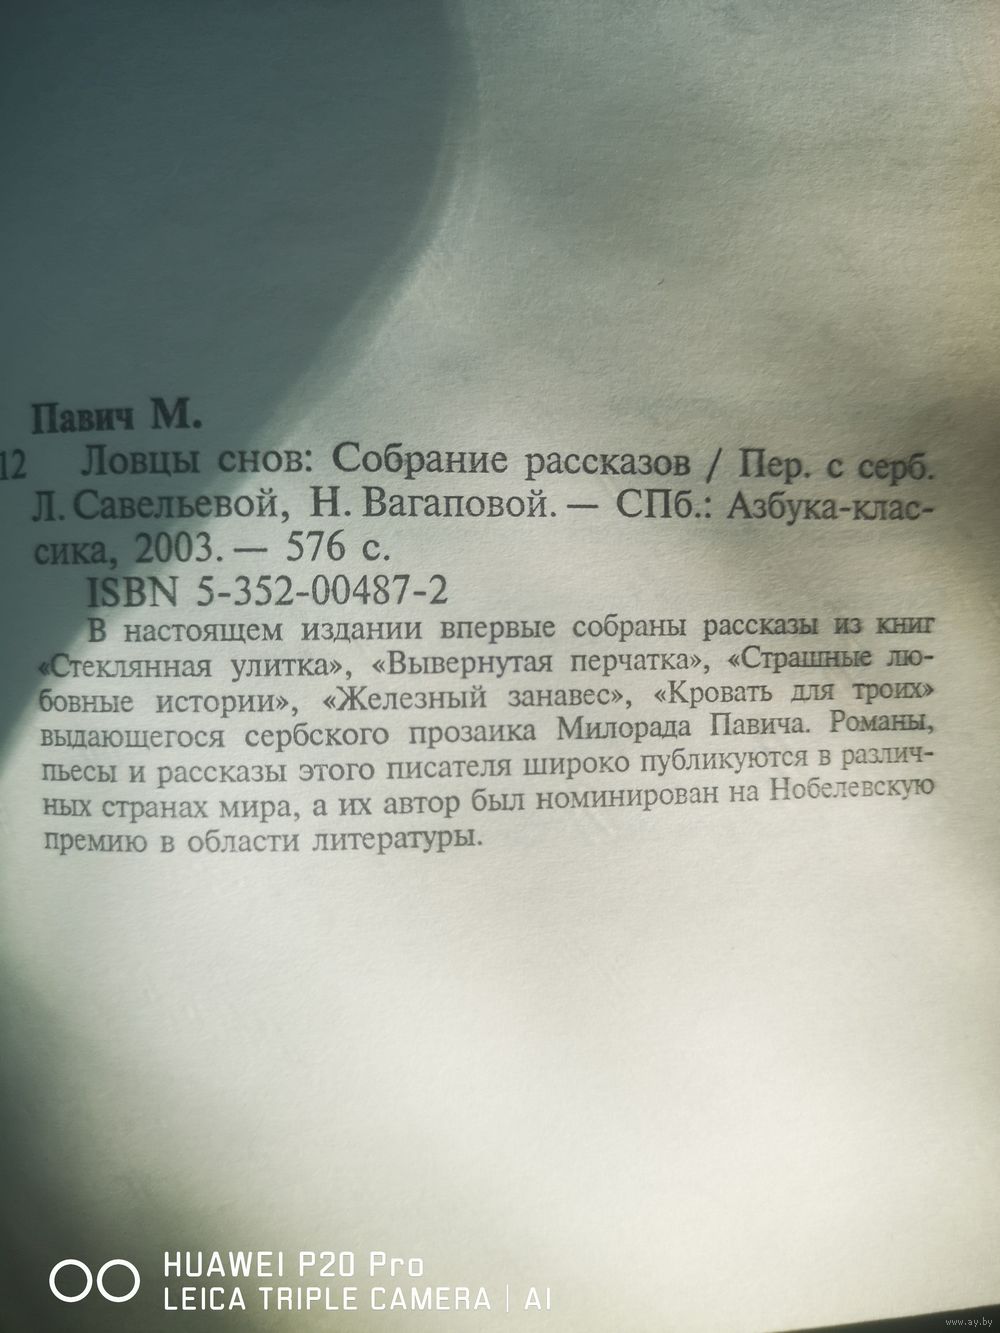 Павич М.
12 Ловцы снов: Собрание рассказов / Пер. с серб.
Л. Савельевой, Н. Вагаповой. — СПб.: Азбука-клас-
сика, 2003. — 576 с.
ISBN 5-352-00487-2
В настоящем издании впервые собраны рассказы из книг
«Стеклянная улитка», «Вывернутая перчатка», «Страшные лю-
бовные истории», «Железный занавес», «Кровать для троих»
выдающегося сербского прозаика Милорада Павича. Романы,
пьесы и рассказы этого писателя широко публикуются в различ-
ных странах мира, а их автор был номинирован на Нобелевскую
премию в области литературы.
HUAWEI P20 Pro
LEICA TRIPLE CAMERA | AI
www.ay.by